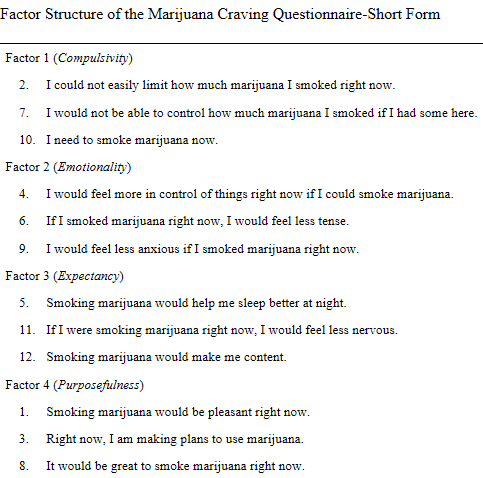 Factor Structure of the Marijuana Craving Questionnaire-Short Form
Factor 1 (Compulsivity)
2. I could not easily limit how much marijuana I smoked right now.
7. I would not be able to control how much marijuana I smoked if I had some here.
10. I need to smoke marijuana now.
Factor 2 (Emotionality)
4. I would feel more in control of things right now if I could smoke marijuana.
6. If I smoked marijuana right now, I would feel less tense.
9. I would feel less anxious if I smoked marijuana right now.
Factor 3 (Expectancy)
5. Smoking marijuana would help me sleep better at night.
11. If I were smoking marijuana right now, I would feel less nervous.
12. Smoking marijuana would make me content.
Factor 4 (Purposefulness)
1. Smoking marijuana would be pleasant right now.
3. Right now, I am making plans to use marijuana.
8. It would be great to smoke marijuana right now.